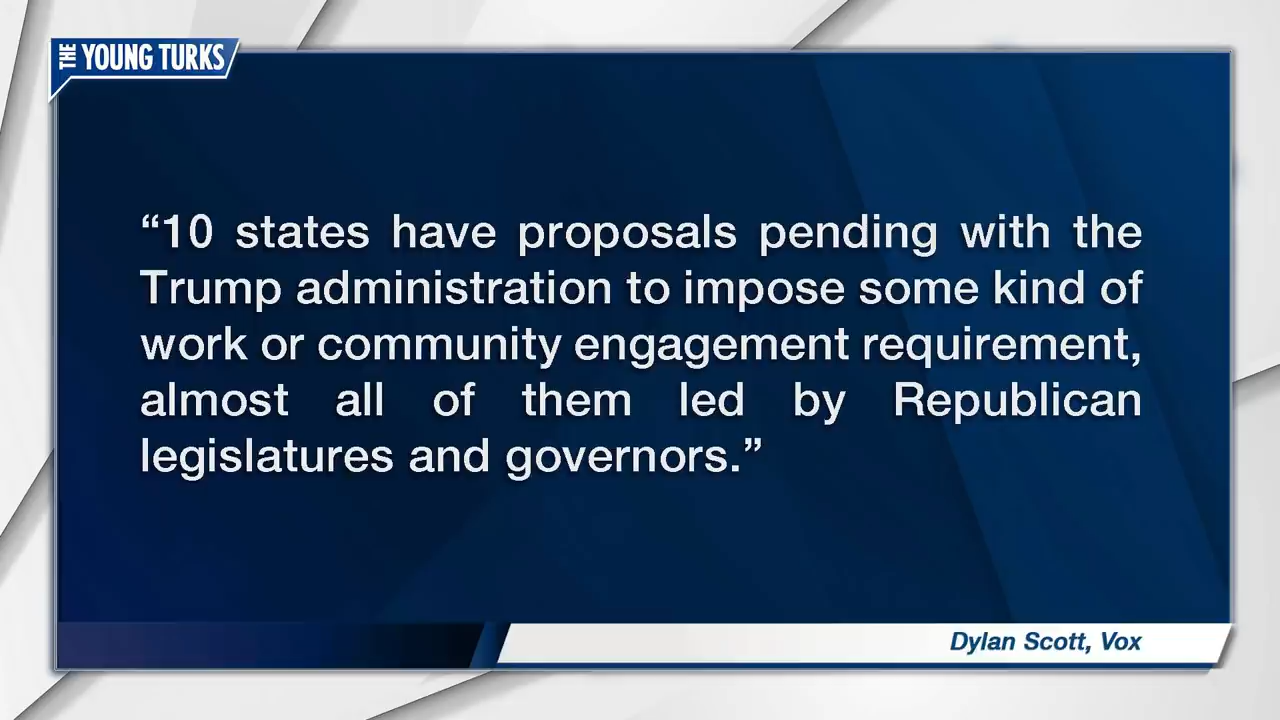 THE YOUNG TURKS
“10 states have proposals pending with the
Trump administration to impose some kind of
work or community engagement requirement,
almost all of them led by Republican
legislatures and governors.”
Dylan Scott, Vox